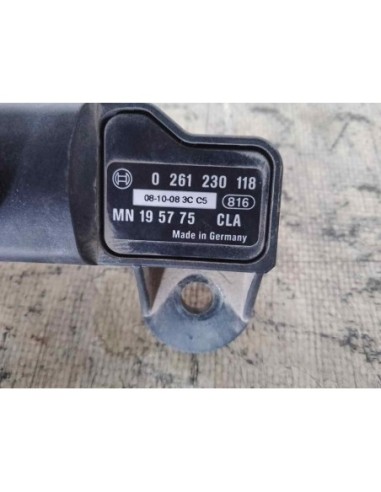 0 261 230 118
08-10-08 3C C5 816
MN 19 57 75 CLA
Made in Germany